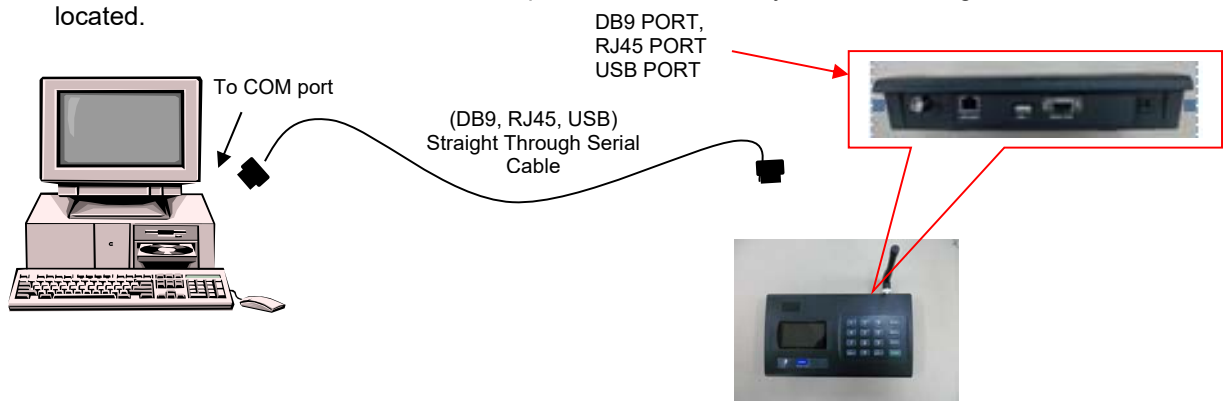 located.
DB9 PORT,
RJ45 PORT
USB PORT
To COM port
(DB9, RJ45, USB)
Straight Through Serial
Cable